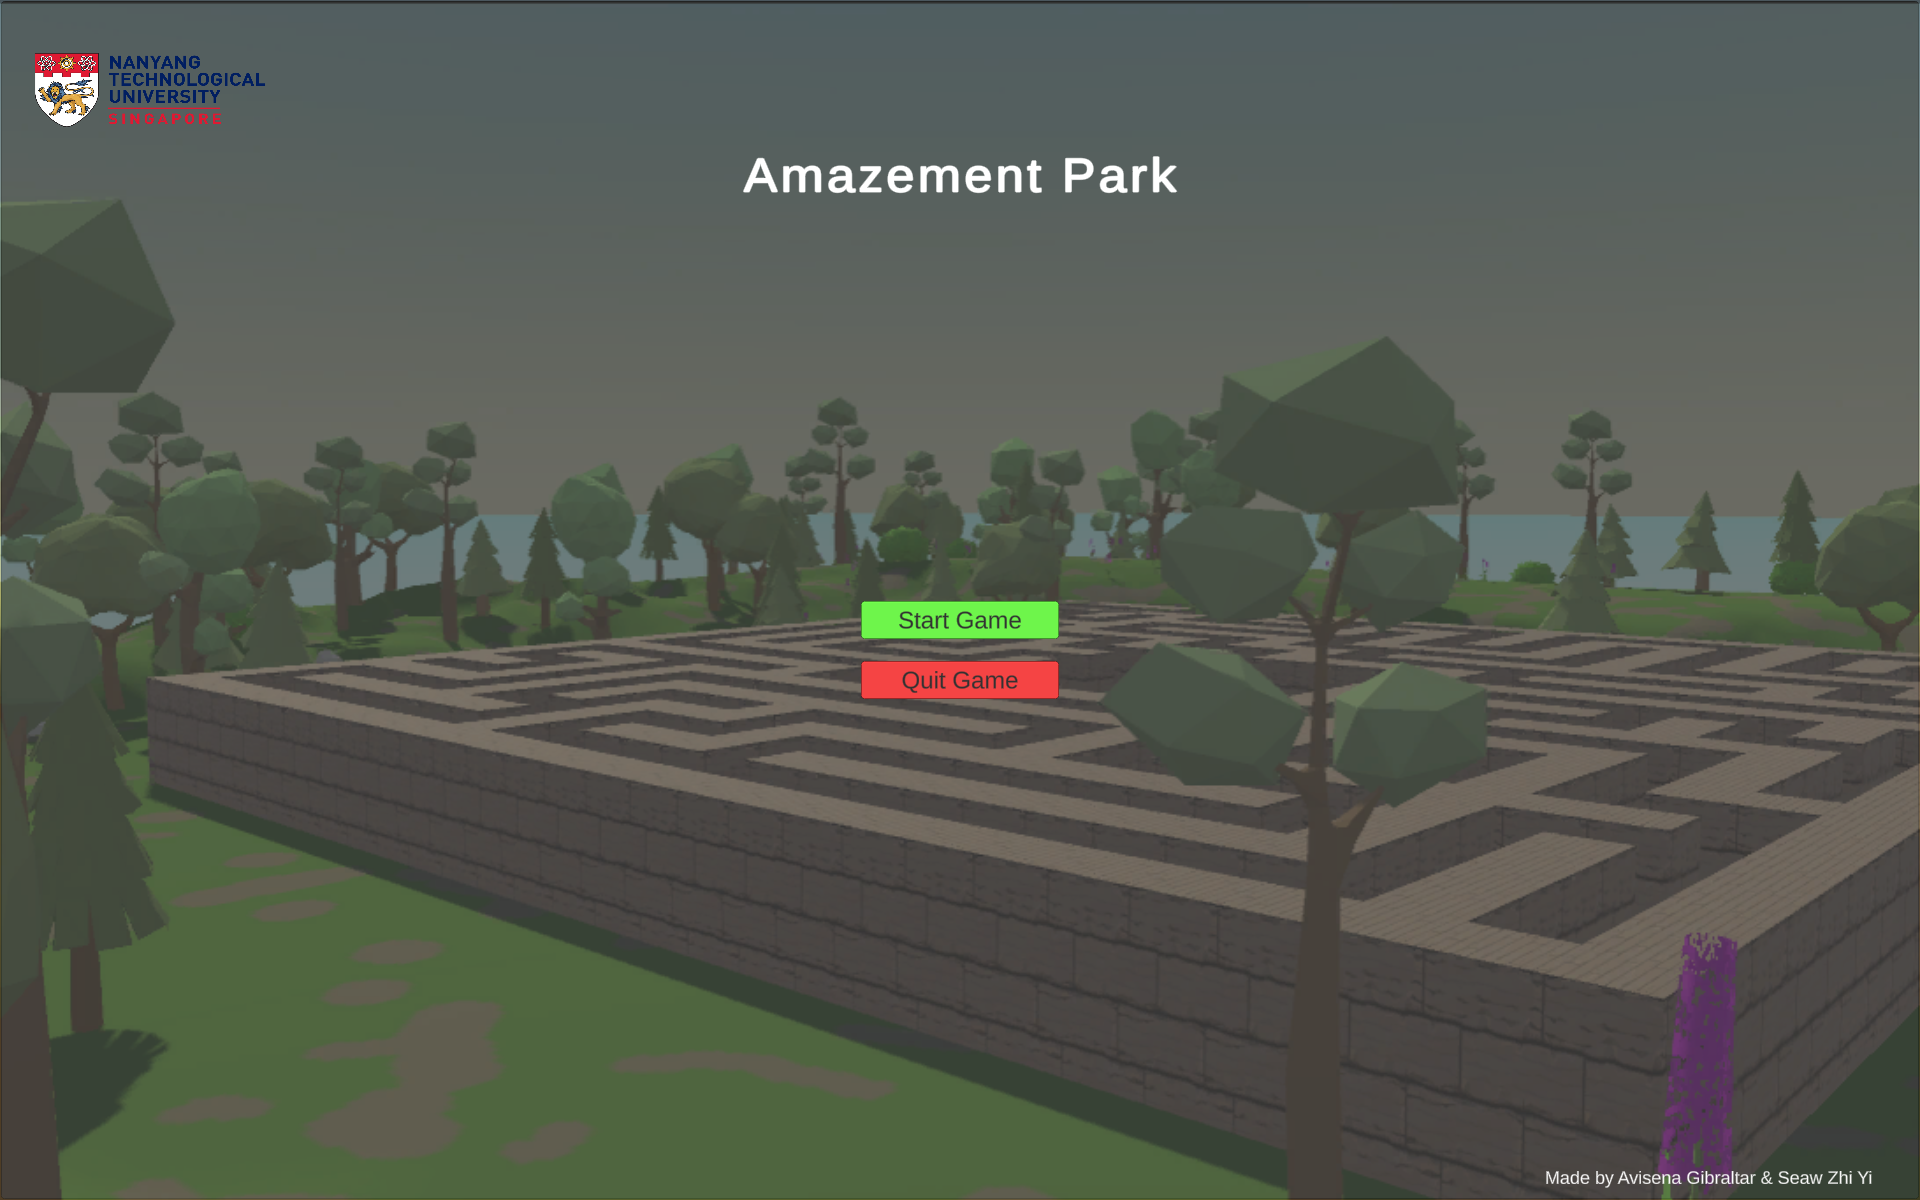 NANYANG
TECHNOLOGICAL
UNIVERSITY
SINGAPORE
Amazement Park
Start Game
Quit Game
Made by Avisena Gibraltar & Seaw Zhi Yi